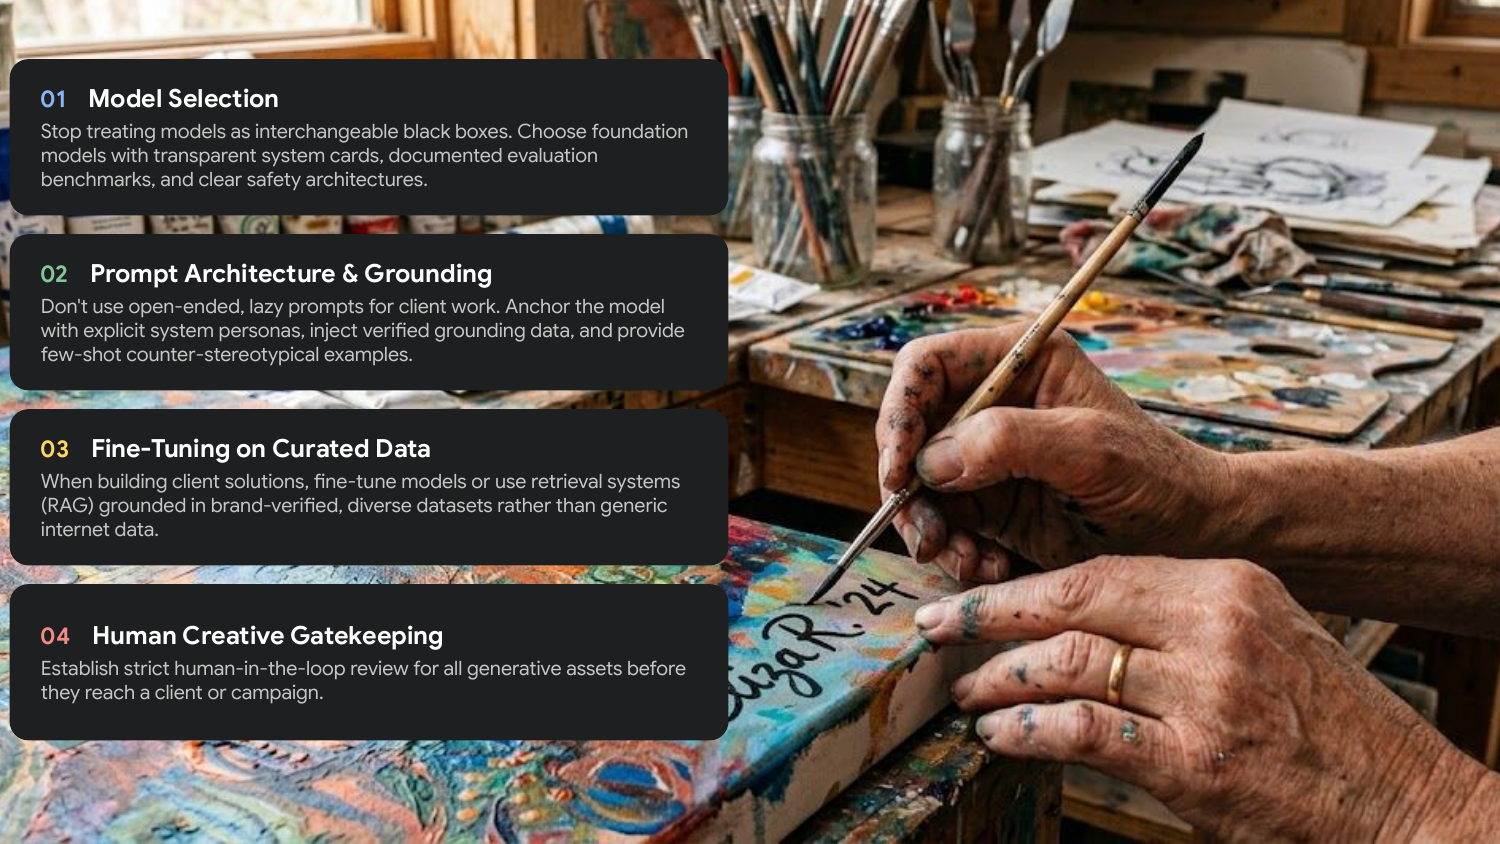 01 Model Selection
Stop treating models as interchangeable black boxes. Choose foundation
models with transparent system cards, documented evaluation
benchmarks, and clear safety architectures.
02 Prompt Architecture & Grounding
Don't use open-ended, lazy prompts for client work. Anchor the model
with explicit system personas, inject verified grounding data, and provide
few-shot counter-stereotypical examples.
03 Fine-Tuning on Curated Data
When building client solutions, fine-tune models or use retrieval systems
(RAG) grounded in brand-verified, diverse datasets rather than generic
internet data.
04 Human Creative Gatekeeping
Establish strict human-in-the-loop review for all generative assets before
they reach a client or campaign.
R. '24